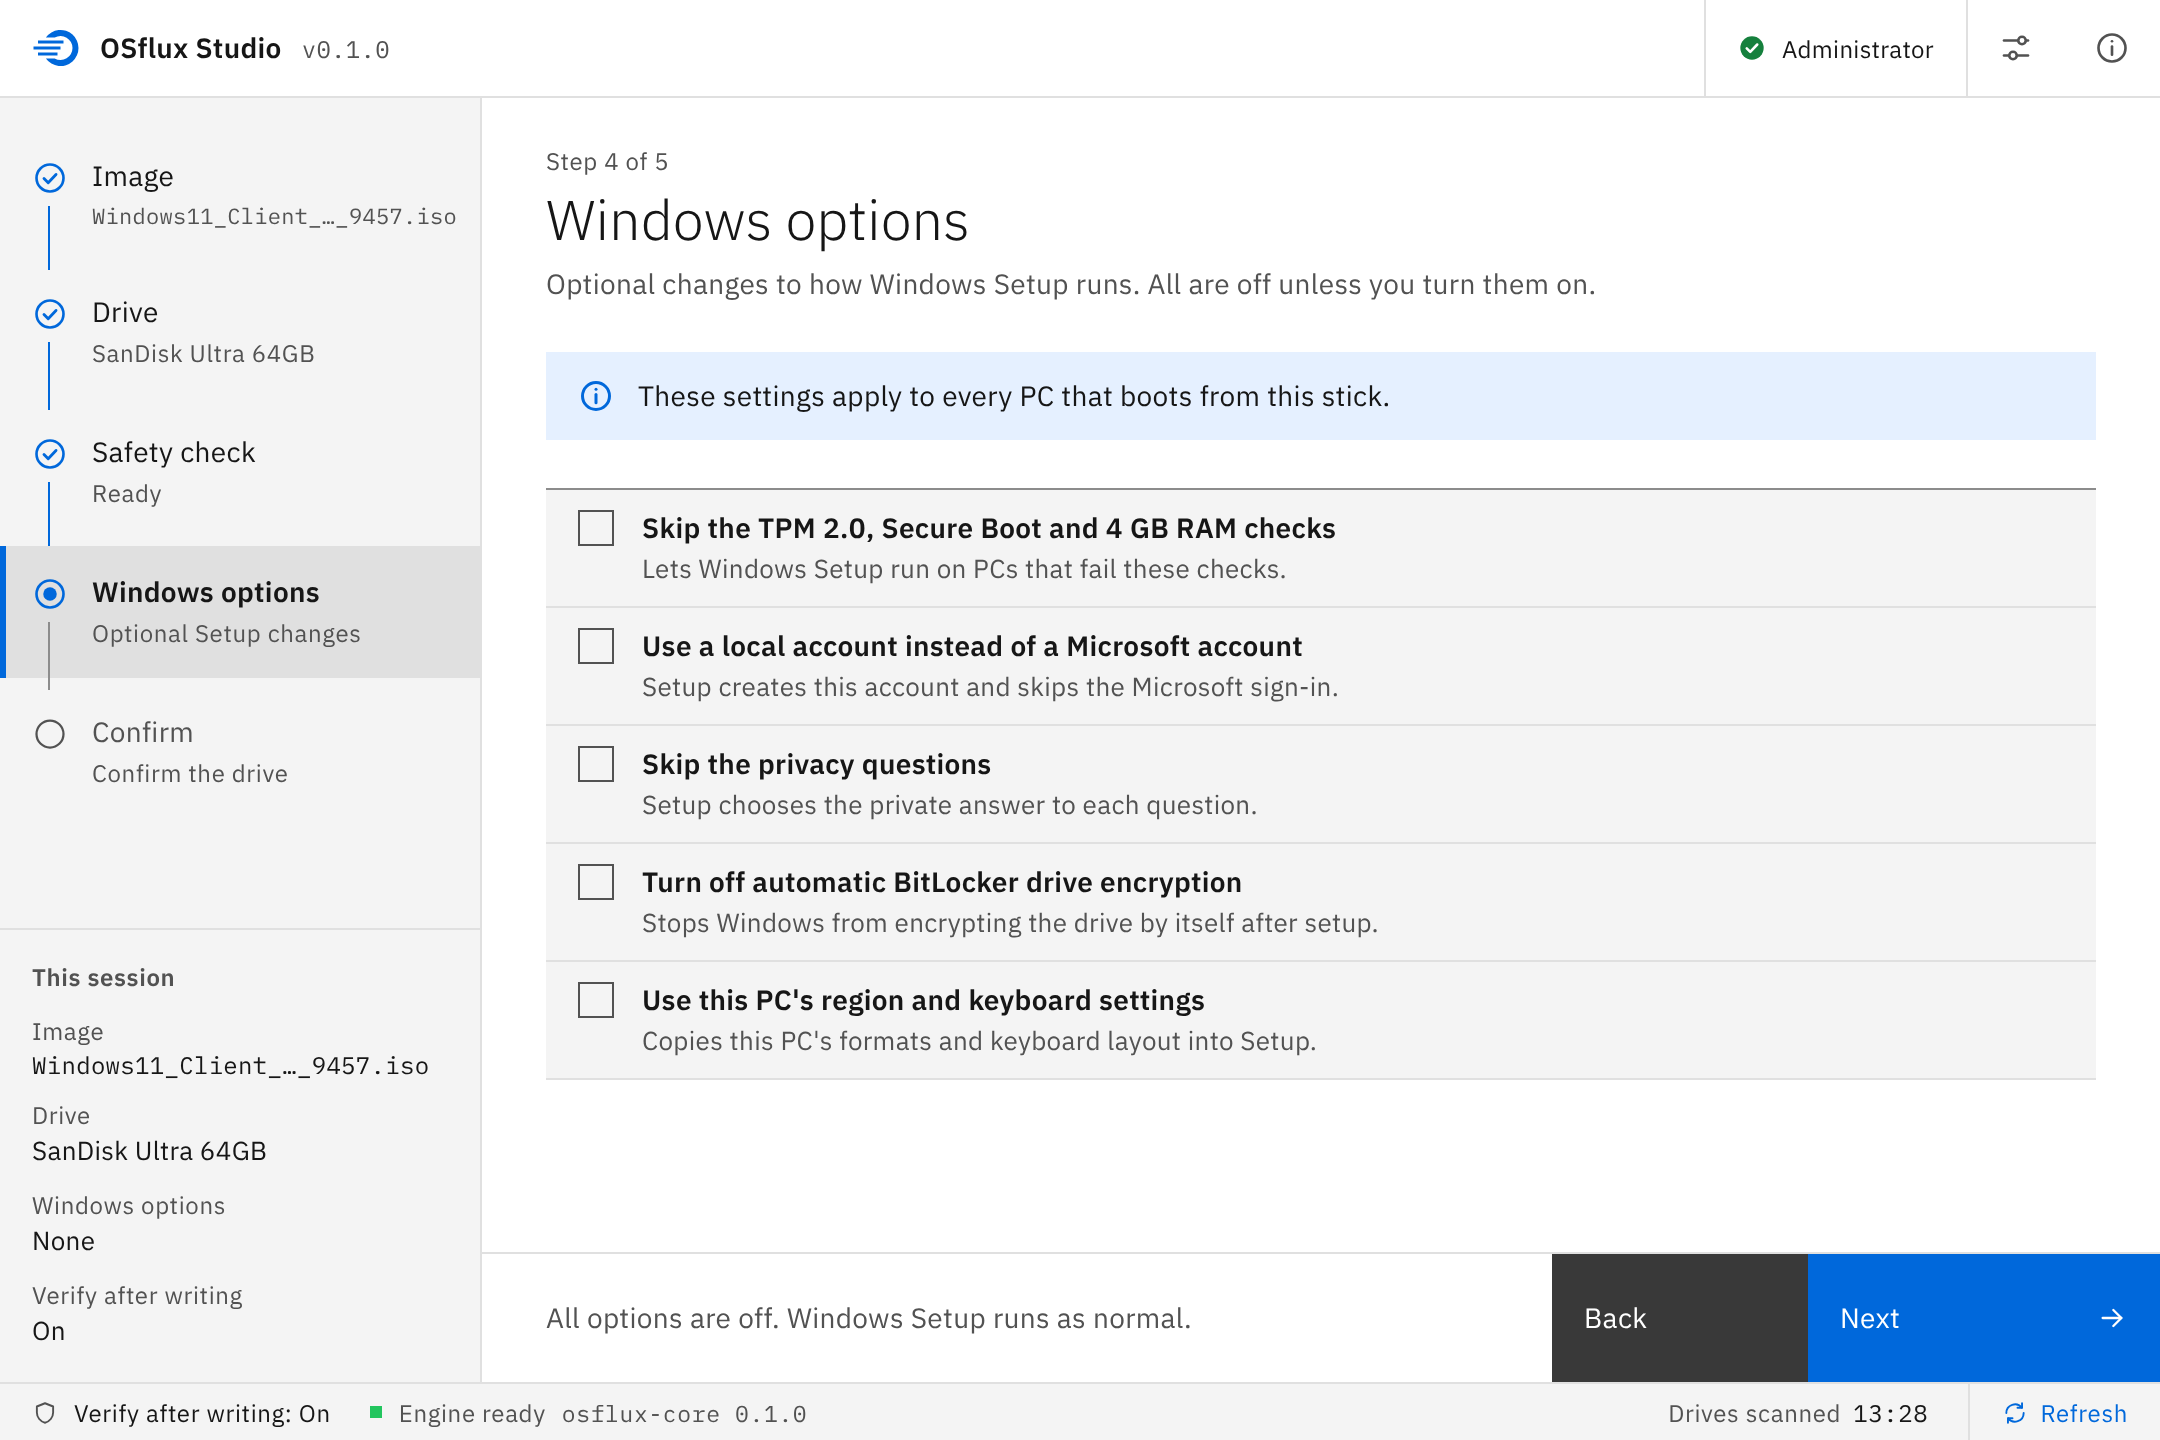 OSflux Studio v0.1.0
Administrator
Image
Windows11_Client_…_9457.iso
Drive
SanDisk Ultra 64GB
Safety check
Ready
Windows options
Optional Setup changes
Confirm
Confirm the drive
This session
Image
Windows11_Client_…_9457.iso
Drive
SanDisk Ultra 64GB
Windows options
None
Verify after writing
On
Step 4 of 5
Windows options
Optional changes to how Windows Setup runs. All are off unless you turn them on.
These settings apply to every PC that boots from this stick.
Skip the TPM 2.0, Secure Boot and 4 GB RAM checks
Lets Windows Setup run on PCs that fail these checks.
Use a local account instead of a Microsoft account
Setup creates this account and skips the Microsoft sign-in.
Skip the privacy questions
Setup chooses the private answer to each question.
Turn off automatic BitLocker drive encryption
Stops Windows from encrypting the drive by itself after setup.
Use this PC's region and keyboard settings
Copies this PC's formats and keyboard layout into Setup.
All options are off. Windows Setup runs as normal.
Back
Next
Verify after writing: On
Engine ready osflux-core 0.1.0
Drives scanned 13:28
Refresh